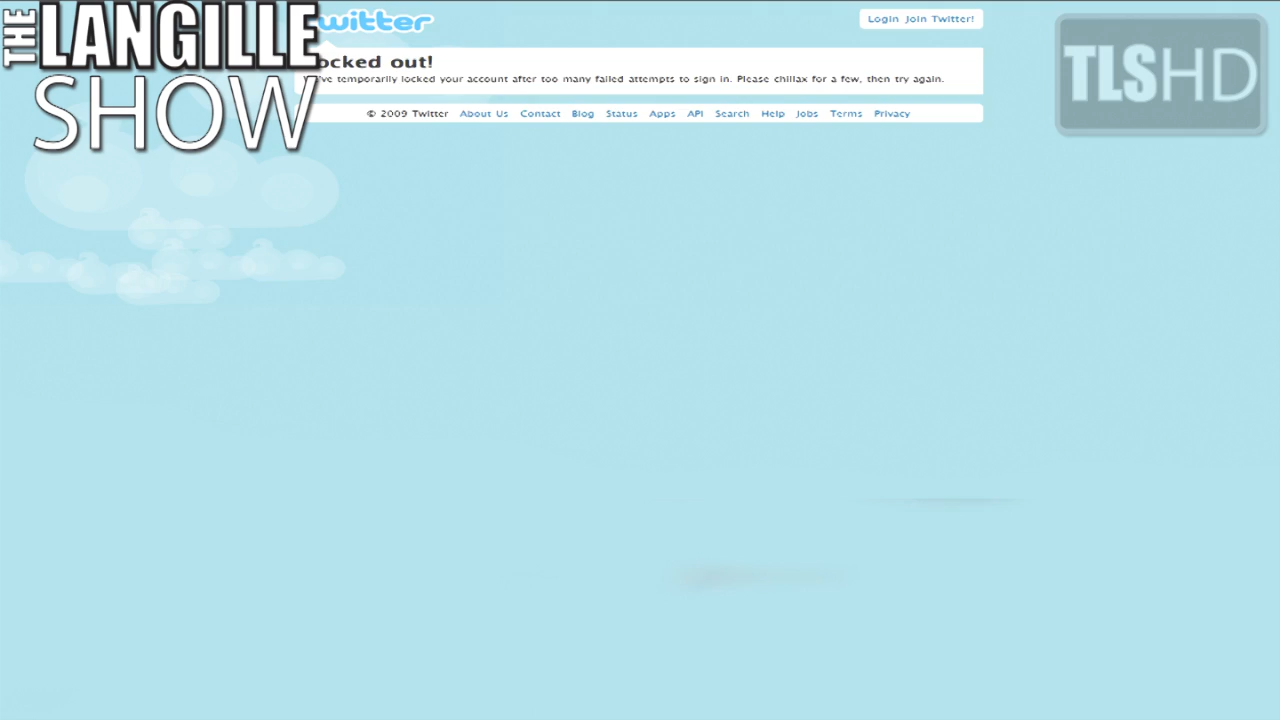 THE LANGILLE
SHOW
witter
Login Join Twitter!
TLSHD
ocked out!
've temporarily locked your account after too many failed attempts to sign in. Please chillax for a few, then try again.
© 2009 Twitter About Us Contact Blog Status Apps API Search Help Jobs Terms Privacy